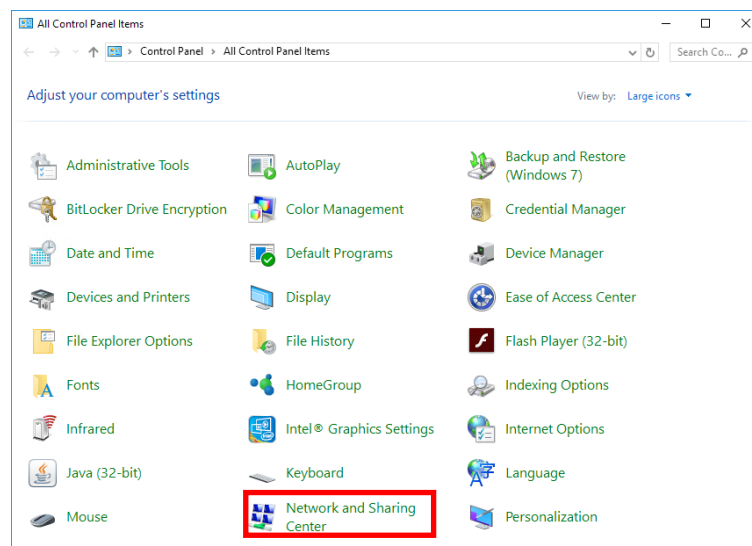 All Control Panel Items
Control Panel › All Control Panel Items
Search Co...
Adjust your computer's settings
View by: Large icons
Administrative Tools
AutoPlay
Backup and Restore
(Windows 7)
BitLocker Drive Encryption
Color Management
Credential Manager
Date and Time
Default Programs
Device Manager
Devices and Printers
Display
Ease of Access Center
File Explorer Options
File History
Flash Player (32-bit)
Fonts
HomeGroup
Indexing Options
Infrared
Intel® Graphics Settings
Internet Options
Java (32-bit)
Keyboard
Language
Mouse
Network and Sharing
Center
Personalization